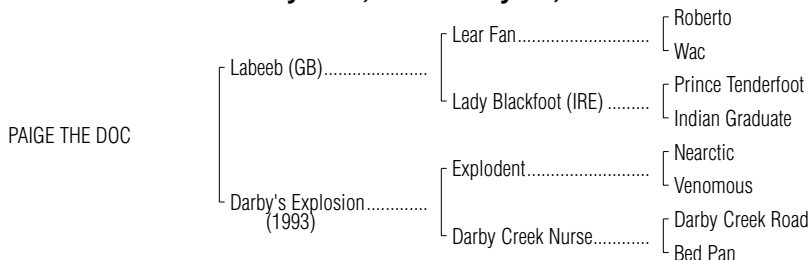 Roberto
Lear Fan..............................
Wac
Labeeb (GB)......................
Prince Tenderfoot
Lady Blackfoot (IRE) .........
Indian Graduate
PAIGE THE DOC
Nearctic
Explodent...........................
Venomous
Darby's Explosion.............
(1993)
Darby Creek Road
Darby Creek Nurse............
Bed Pan